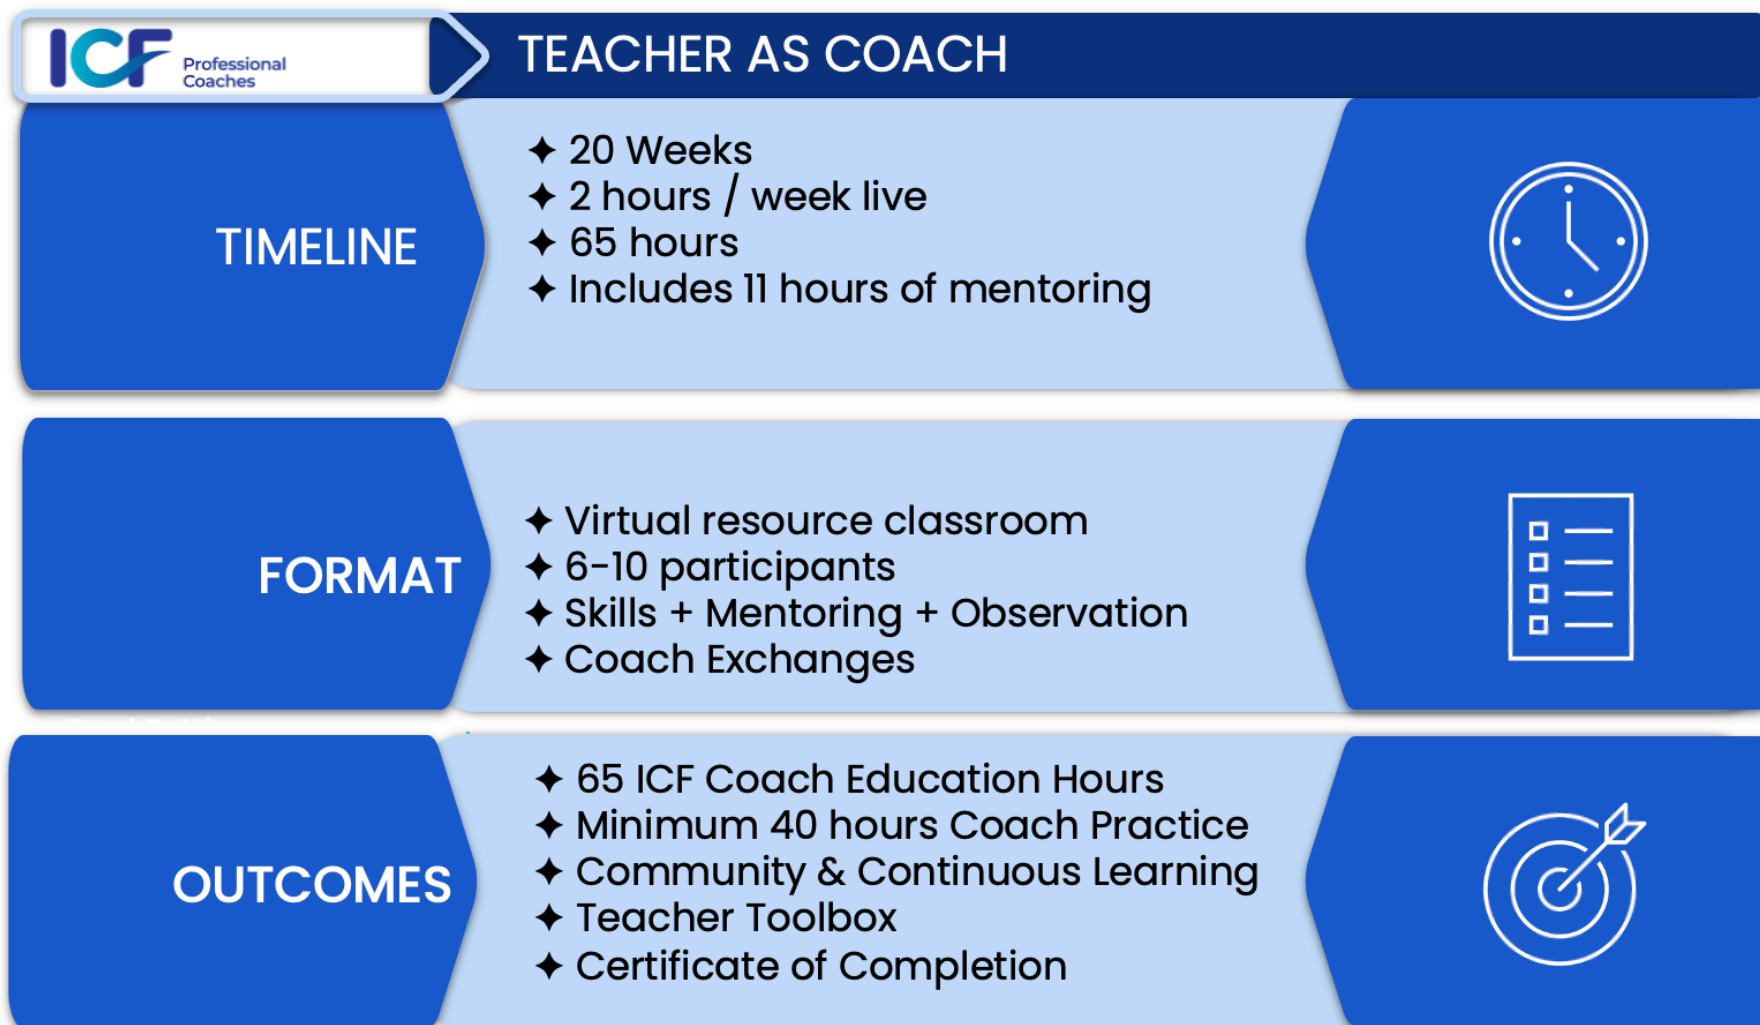 ICF Professional Coaches
TEACHER AS COACH
TIMELINE
✦ 20 Weeks
✦ 2 hours / week live
✦ 65 hours
✦ Includes 11 hours of mentoring
FORMAT
✦ Virtual resource classroom
✦ 6-10 participants
✦ Skills + Mentoring + Observation
✦ Coach Exchanges
OUTCOMES
✦ 65 ICF Coach Education Hours
✦ Minimum 40 hours Coach Practice
✦ Community & Continuous Learning
✦ Teacher Toolbox
✦ Certificate of Completion